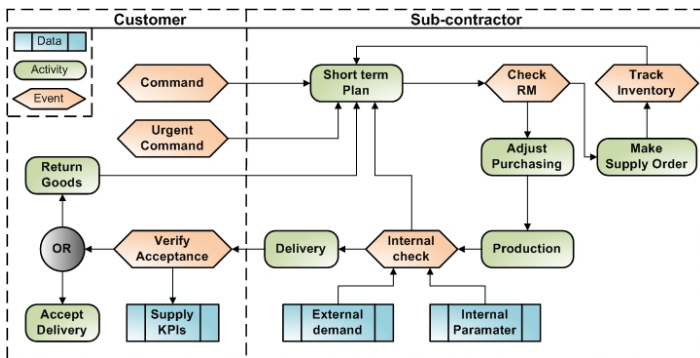 Customer
Sub-contractor
Data
Activity
Event
Command
Short term
Plan
Check
RM
Track
Inventory
Urgent
Command
Return
Goods
Adjust
Purchasing
Make
Supply Order
OR
Verify
Acceptance
Delivery
Internal
check
Production
Accept
Delivery
Supply
KPIs
External
demand
Internal
Paramater